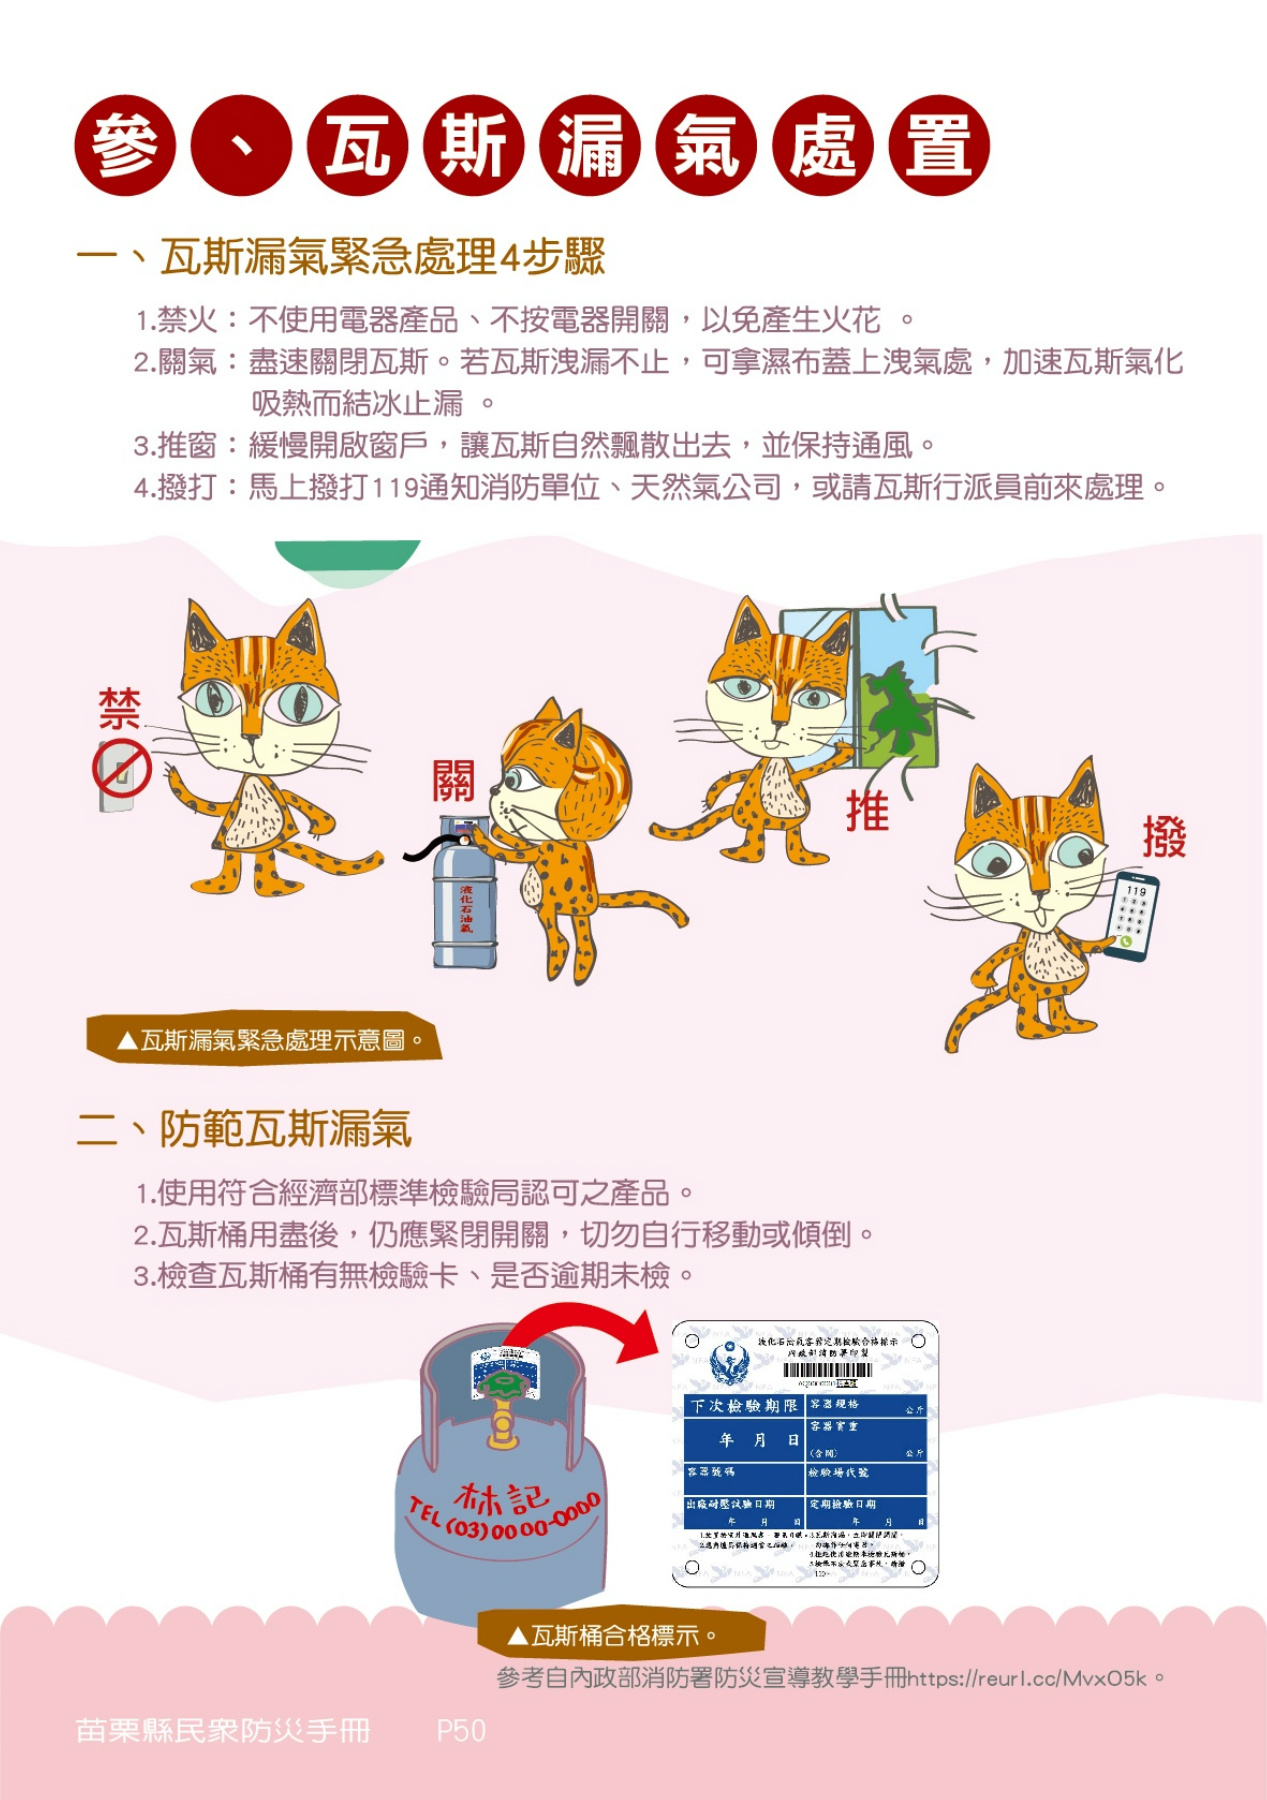 參、瓦斯漏氣處置
一、瓦斯漏氣緊急處理4步驟
1.禁火：不使用電器產品、不按電器開關，以免產生火花 。
2.關氣：盡速關閉瓦斯。若瓦斯洩漏不止，可拿濕布蓋上洩氣處，加速瓦斯氣化
吸熱而結冰止漏 。
3.推窗：緩慢開啟窗戶，讓瓦斯自然飄散出去，並保持通風。
4.撥打：馬上撥打119通知消防單位、天然氣公司，或請瓦斯行派員前來處理。
禁
關
液化石油氣
推
撥
119
▲瓦斯漏氣緊急處理示意圖。
二、防範瓦斯漏氣
1.使用符合經濟部標準檢驗局認可之產品。
2.瓦斯桶用盡後，仍應緊閉開關，切勿自行移動或傾倒。
3.檢查瓦斯桶有無檢驗卡、是否逾期未檢。
林記
TEL(03)0000-0000
液化石油氣容器定期檢驗合格標示
內政部消防署印製
下次檢驗期限 容器規格 公斤
年 月 日 容器實重
(含閥) 公斤
容器號碼 檢驗場代號
出廠耐壓試驗日期 定期檢驗日期
年 月 日 年 月 日
▲瓦斯桶合格標示。
參考自內政部消防署防災宣導教學手冊https://reurl.cc/MvxO5k。
苗栗縣民眾防災手冊 P50